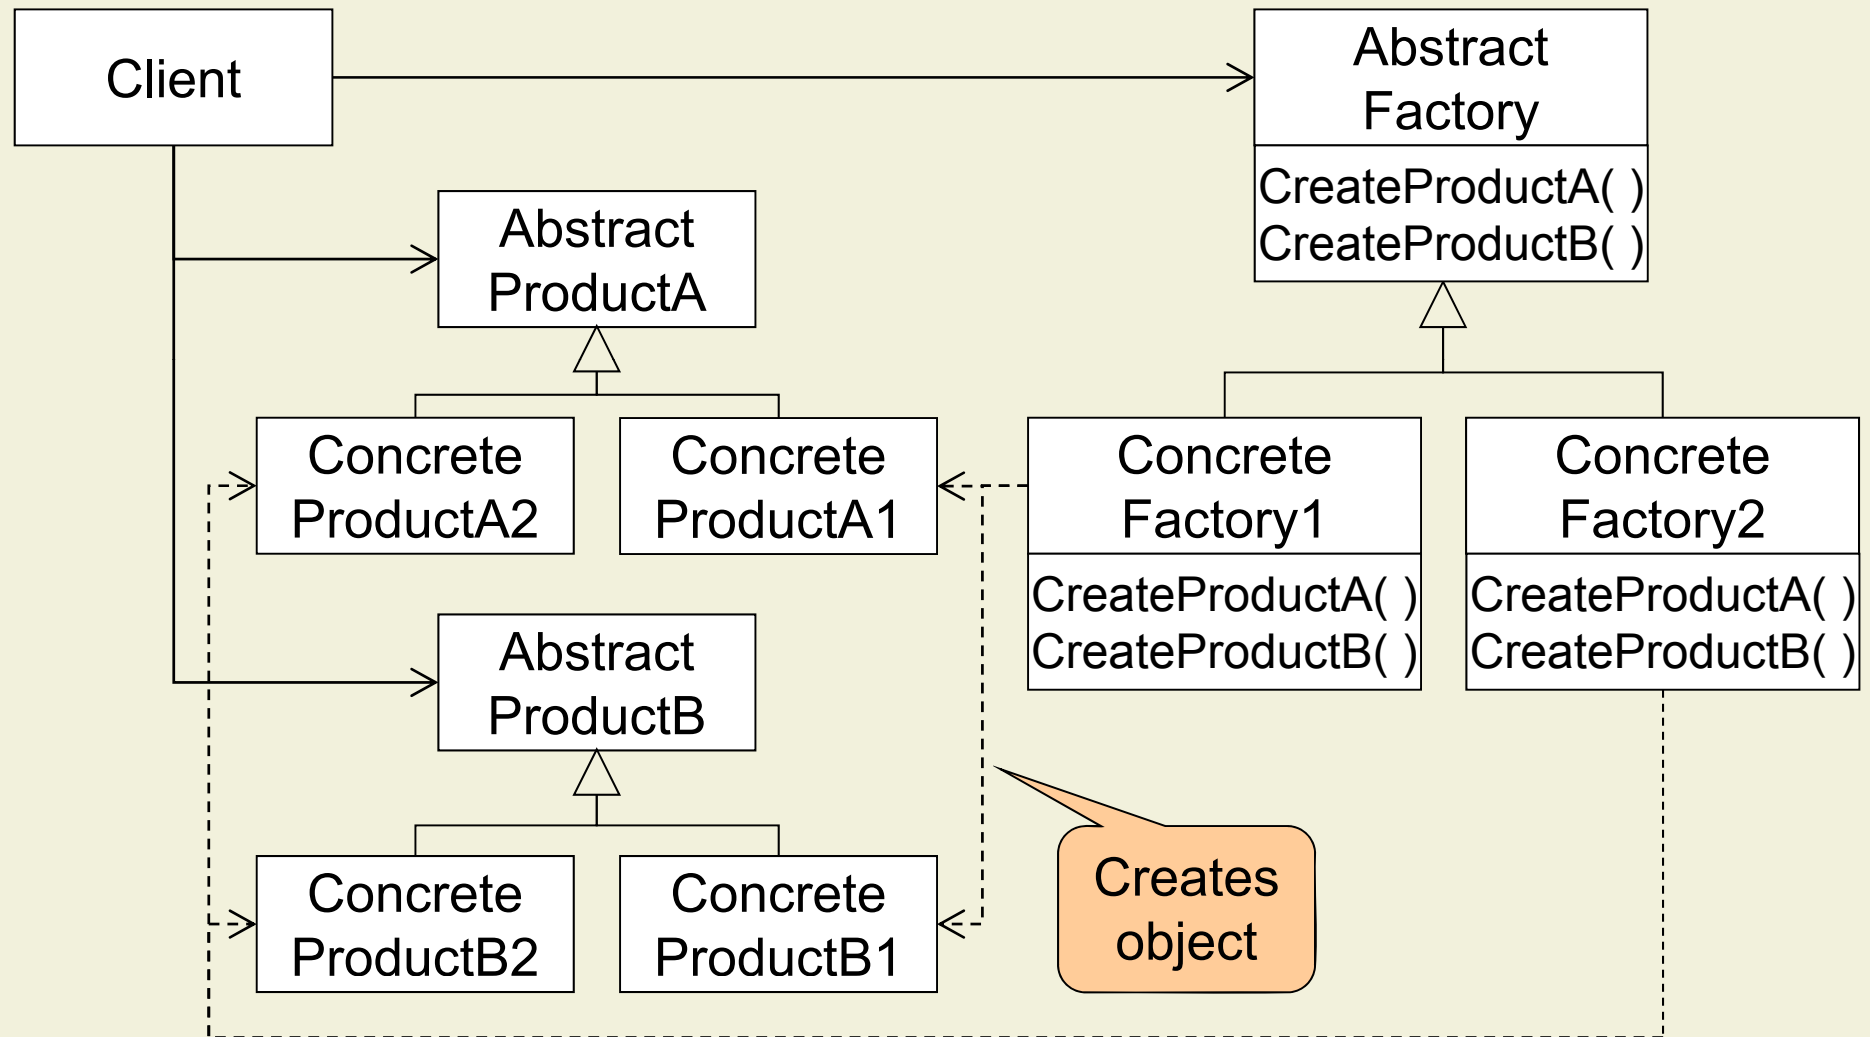 Client
Abstract
Factory
CreateProductA( )
CreateProductB( )
Abstract
ProductA
Concrete
ProductA2
Concrete
ProductA1
Concrete
Factory1
CreateProductA( )
CreateProductB( )
Concrete
Factory2
CreateProductA( )
CreateProductB( )
Abstract
ProductB
Concrete
ProductB2
Concrete
ProductB1
Creates
object